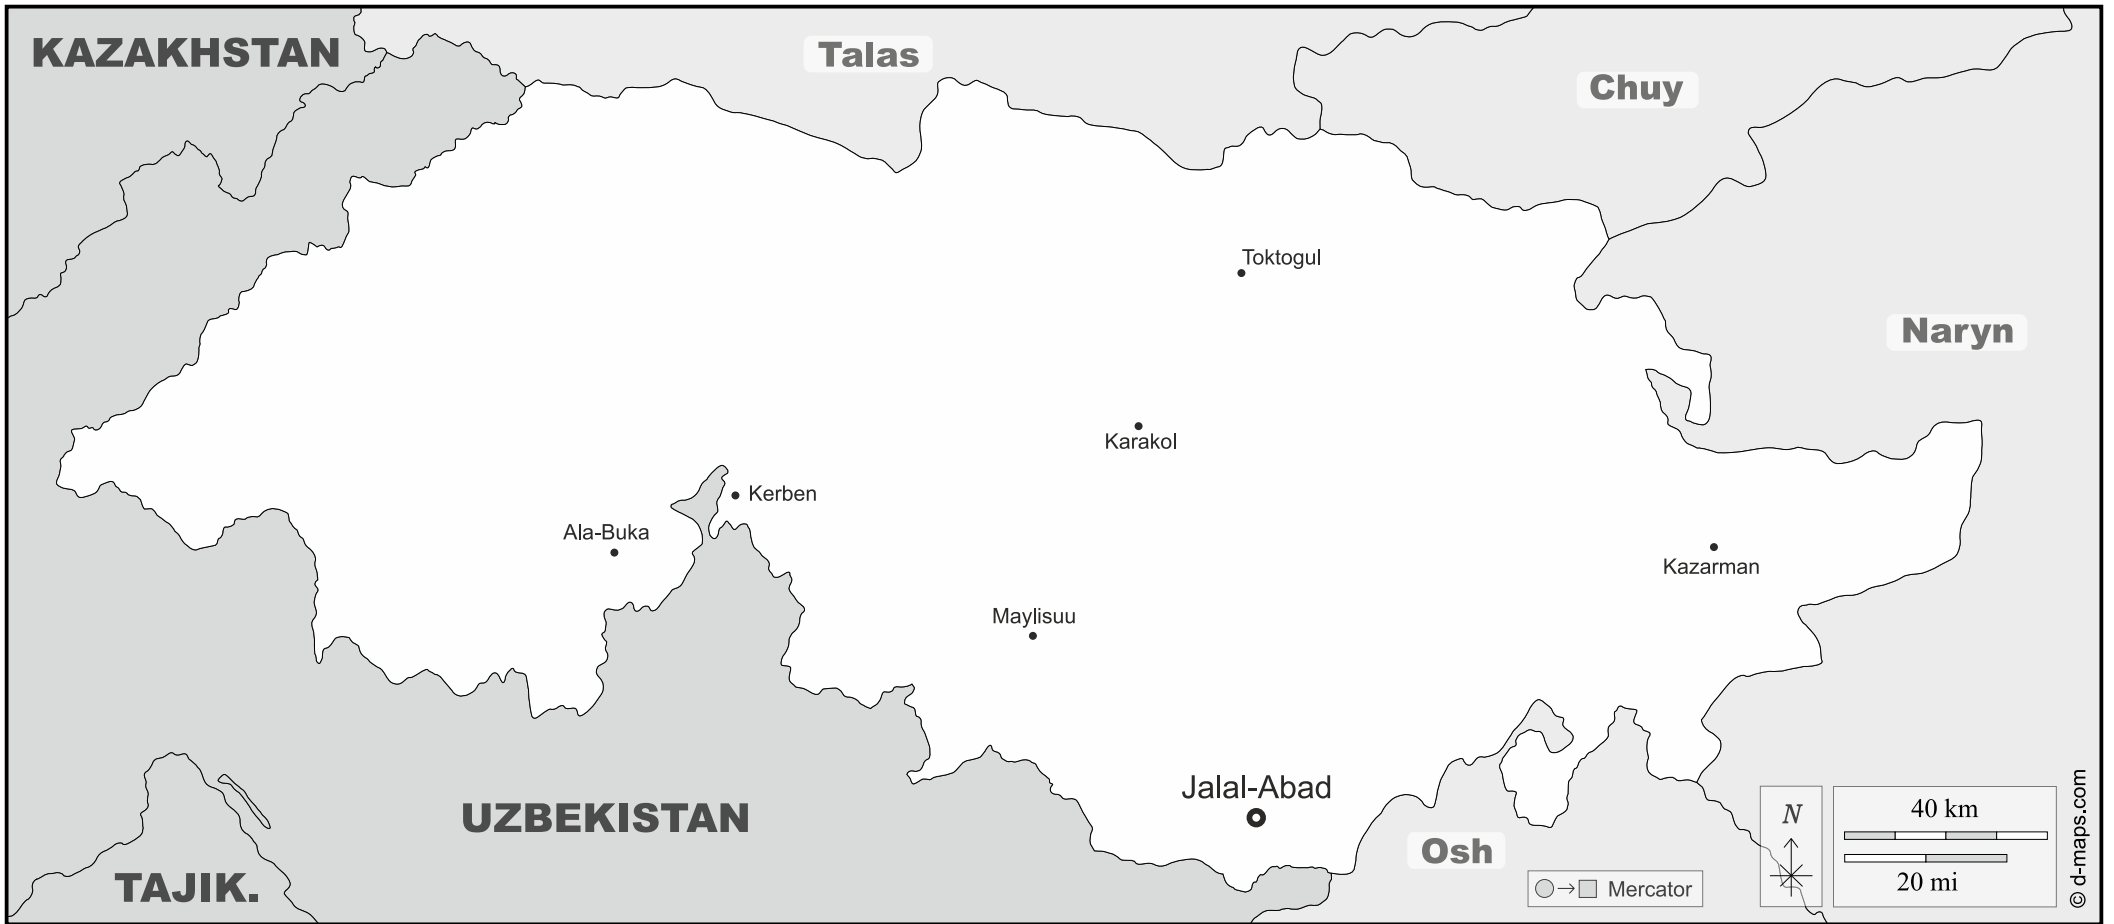 KAZAKHSTAN
Talas
Chuy
Toktogul
Naryn
Karakol
Kerben
Ala-Buka
Kazarman
Maylisuu
Jalal-Abad
UZBEKISTAN
Osh
TAJIK.
Mercator
N
40 km
20 mi
© d-maps.com